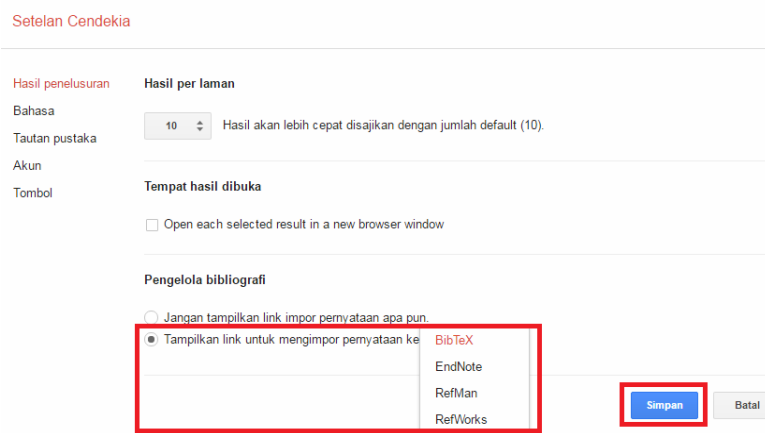 Setelan Cendekia
Hasil penelusuran
Bahasa
Tautan pustaka
Akun
Tombol
Hasil per laman
10 Hasil akan lebih cepat disajikan dengan jumlah default (10).
Tempat hasil dibuka
Open each selected result in a new browser window
Pengelola bibliografi
Jangan tampilkan link impor pernyataan apa pun.
Tampilkan link untuk mengimpor pernyataan ke
BibTeX
EndNote
RefMan
RefWorks
Simpan Batal